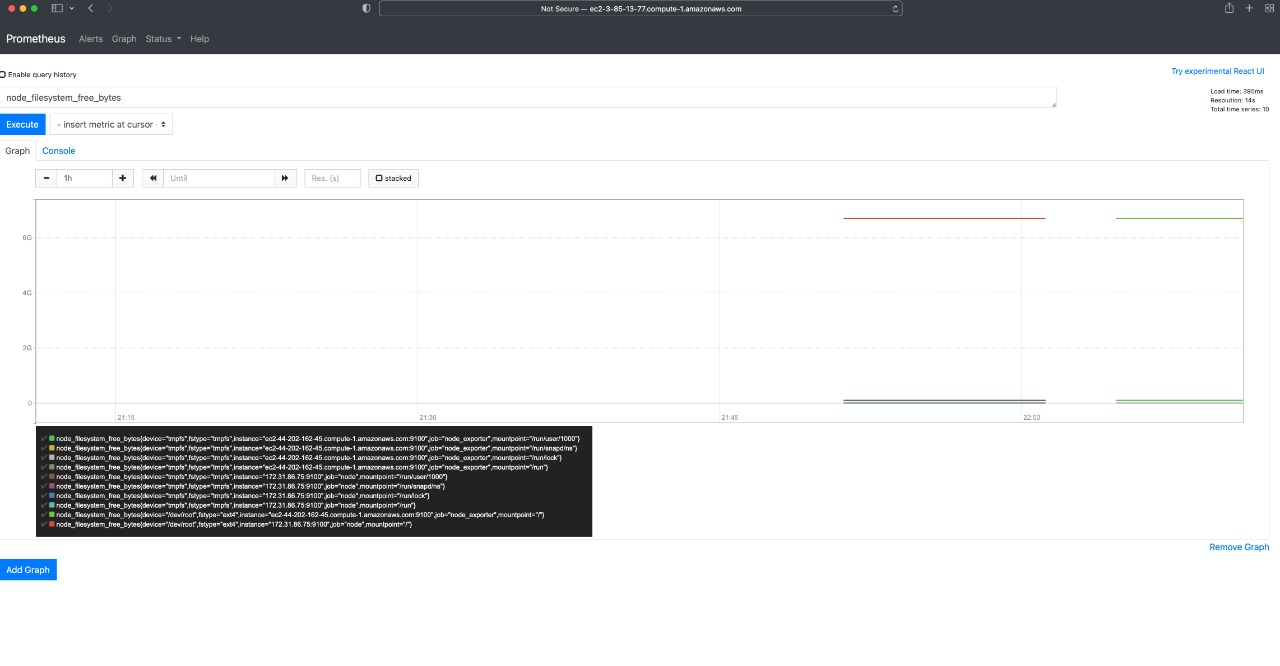 Not Secure — ec2-3-85-13-77.compute-1.amazonaws.com
Prometheus Alerts Graph Status Help
Enable query history
Try experimental React UI
node_filesystem_free_bytes
Load time: 395ms
Resolution: 14s
Total time series: 10
Execute
- insert metric at cursor
Graph Console
1h
Until
Res. (s)
stacked
6G
4G
2G
0
21:15 21:30 21:45 22:00
node_filesystem_free_bytes{device="tmpfs",fstype="tmpfs",instance="ec2-44-202-162-45.compute-1.amazonaws.com:9100",job="node_exporter",mountpoint="/run/user/1000"}
node_filesystem_free_bytes{device="tmpfs",fstype="tmpfs",instance="ec2-44-202-162-45.compute-1.amazonaws.com:9100",job="node_exporter",mountpoint="/run/snapd/ns"}
node_filesystem_free_bytes{device="tmpfs",fstype="tmpfs",instance="ec2-44-202-162-45.compute-1.amazonaws.com:9100",job="node_exporter",mountpoint="/run/lock"}
node_filesystem_free_bytes{device="tmpfs",fstype="tmpfs",instance="ec2-44-202-162-45.compute-1.amazonaws.com:9100",job="node_exporter",mountpoint="/run"}
node_filesystem_free_bytes{device="tmpfs",fstype="tmpfs",instance="172.31.86.75:9100",job="node",mountpoint="/run/user/1000"}
node_filesystem_free_bytes{device="tmpfs",fstype="tmpfs",instance="172.31.86.75:9100",job="node",mountpoint="/run/snapd/ns"}
node_filesystem_free_bytes{device="tmpfs",fstype="tmpfs",instance="172.31.86.75:9100",job="node",mountpoint="/run/lock"}
node_filesystem_free_bytes{device="tmpfs",fstype="tmpfs",instance="172.31.86.75:9100",job="node",mountpoint="/run"}
node_filesystem_free_bytes{device="/dev/root",fstype="ext4",instance="ec2-44-202-162-45.compute-1.amazonaws.com:9100",job="node_exporter",mountpoint="/"}
node_filesystem_free_bytes{device="/dev/root",fstype="ext4",instance="172.31.86.75:9100",job="node",mountpoint="/"}
Remove Graph
Add Graph